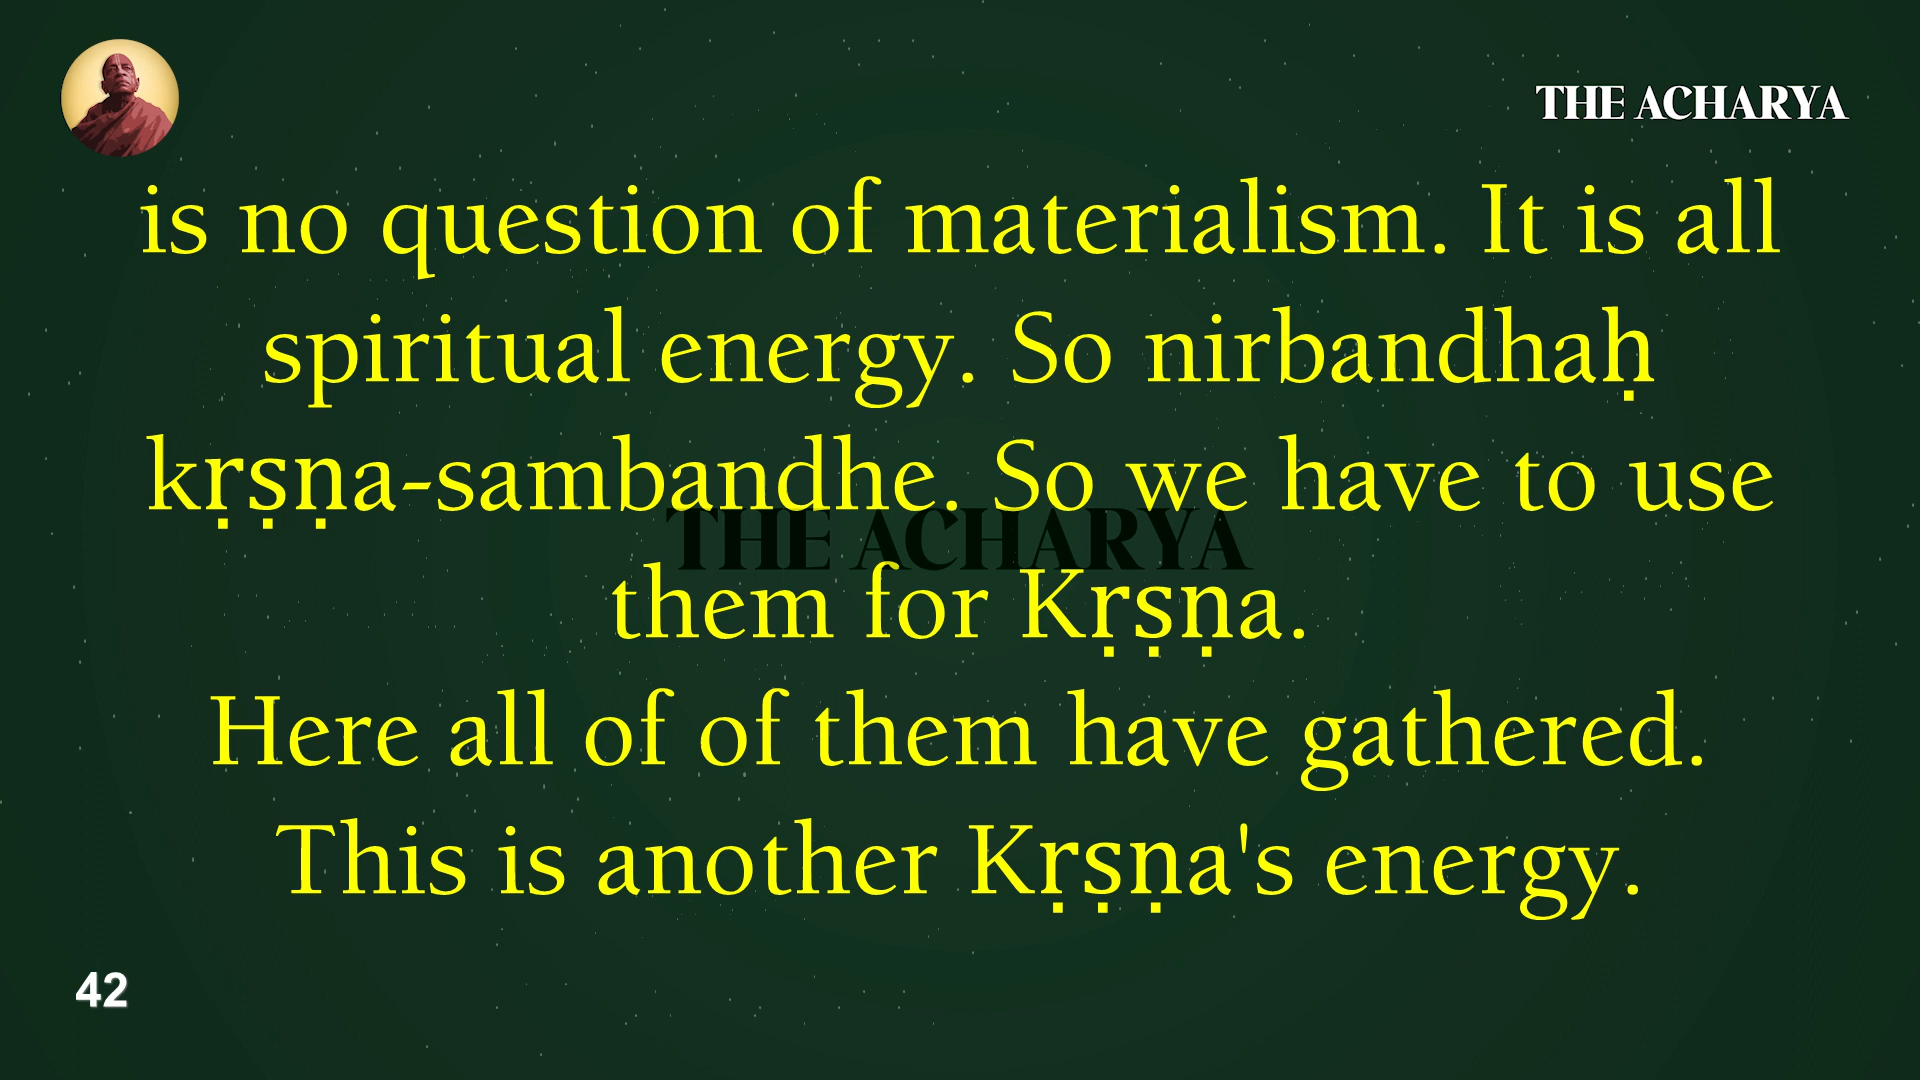 THE ACHARYA
is no question of materialism. It is all
spiritual energy. So nirbandhaḥ
kṛṣṇa-sambandhe. So we have to use
THE ACHARYA
them for Kṛṣṇa.
Here all of of them have gathered.
This is another Kṛṣṇa's energy.
42